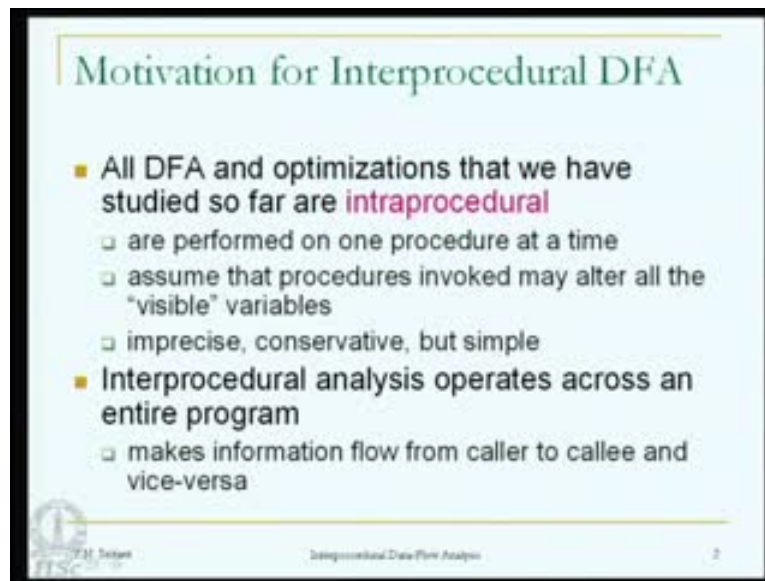 Motivation for Interprocedural DFA
All DFA and optimizations that we have
studied so far are intraprocedural
are performed on one procedure at a time
assume that procedures invoked may alter all the
"visible" variables
imprecise, conservative, but simple
Interprocedural analysis operates across an
entire program
makes information flow from caller to callee and
vice-versa
Interprocedural Data-Flow Analysis
2